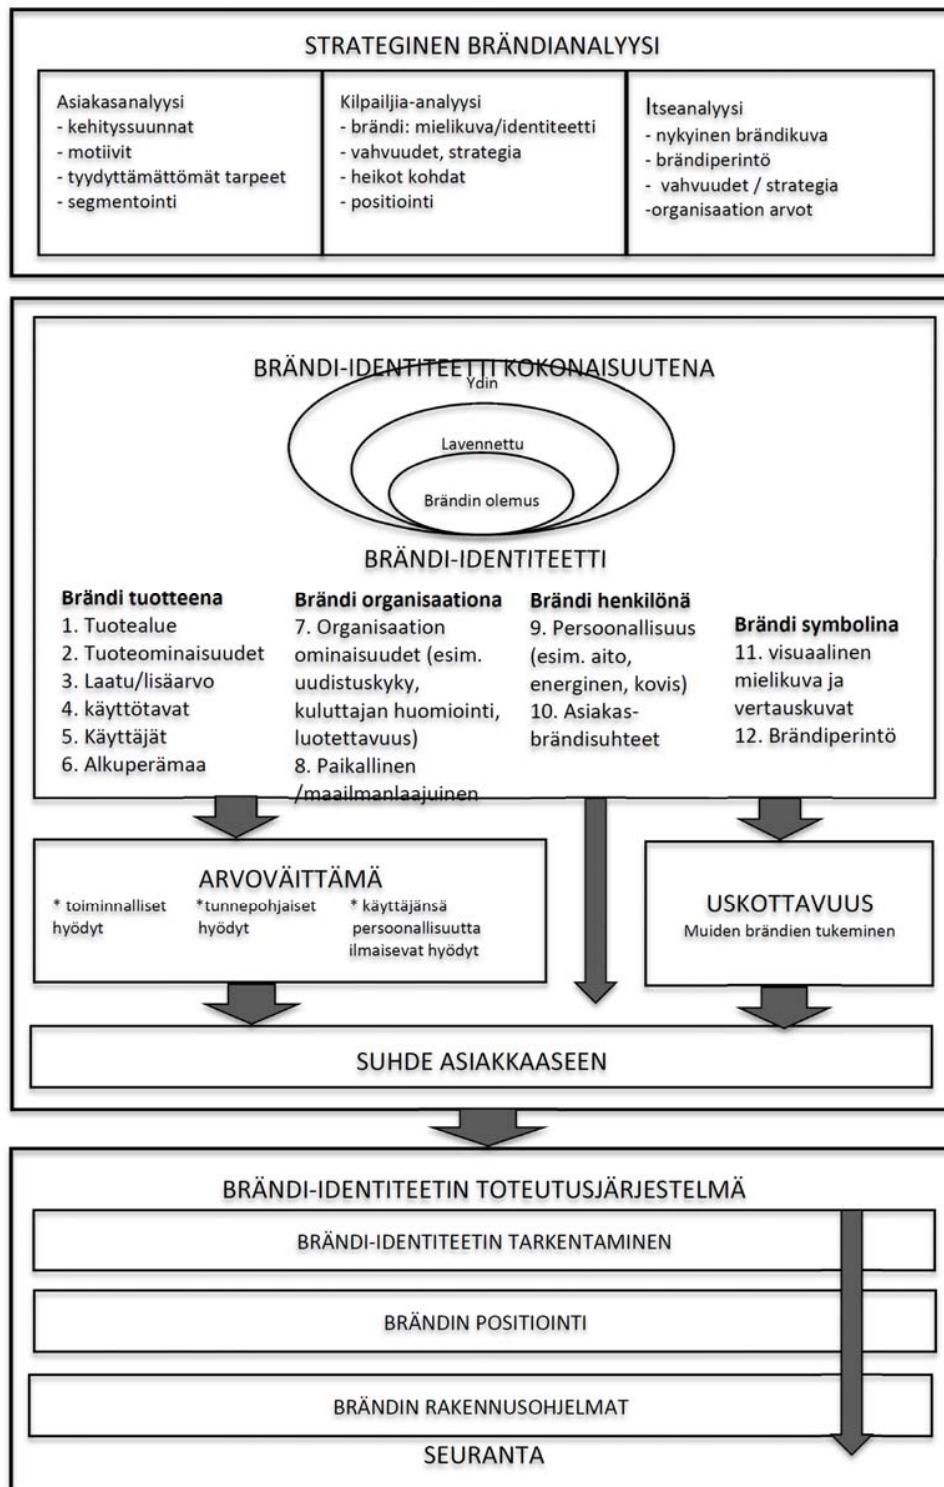 STRATEGINEN BRÄNDIANALYYSI
Asiakasanalyysi
- kehityssuunnat
- motiivit
- tyydyttämättömät tarpeet
- segmentointi
Kilpailjia-analyysi
- brändi: mielikuva/identiteetti
- vahvuudet, strategia
- heikot kohdat
- positiointi
Itseanalyysi
- nykyinen brändikuva
- brändiperintö
- vahvuudet / strategia
-organisaation arvot
BRÄNDI-IDENTITEETTI KOKONAISUUTENA
Ydin
Lavennettu
Brändin olemus
BRÄNDI-IDENTITEETTI
Brändi tuotteena
1. Tuotealue
2. Tuoteominaisuudet
3. Laatu/lisäarvo
4. käyttötavat
5. Käyttäjät
6. Alkuperämaa
Brändi organisaationa
7. Organisaation
ominaisuudet (esim.
uudistuskyky,
kuluttajan huomiointi,
luotettavuus)
8. Paikallinen
/maailmanlaajuinen
Brändi henkilönä
9. Persoonallisuus
(esim. aito,
energinen, kovis)
10. Asiakas-
brändisuhteet
Brändi symbolina
11. visuaalinen
mielikuva ja
vertauskuvat
12. Brändiperintö
ARVOVÄITTÄMÄ
* toiminnalliset
hyödyt
*tunnepohjaiset
hyödyt
* käyttäjänsä
persoonallisuutta
ilmaisevat hyödyt
USKOTTAVUUS
Muiden brändien tukeminen
SUHDE ASIAKKAASEEN
BRÄNDI-IDENTITEETIN TOTEUTUSJÄRJESTELMÄ
BRÄNDI-IDENTITEETIN TARKENTAMINEN
BRÄNDIN POSITIOINTI
BRÄNDIN RAKENNUSOHJELMAT
SEURANTA